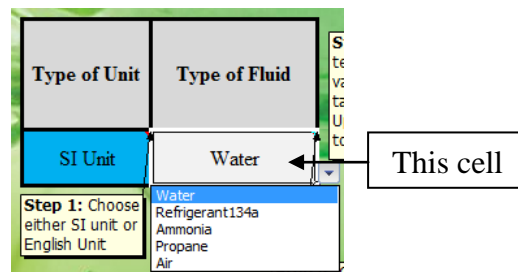 Type of Unit
Type of Fluid
SI Unit
Water
This cell
Step 1: Choose
either SI unit or
English Unit
Water
Refrigerant134a
Ammonia
Propane
Air